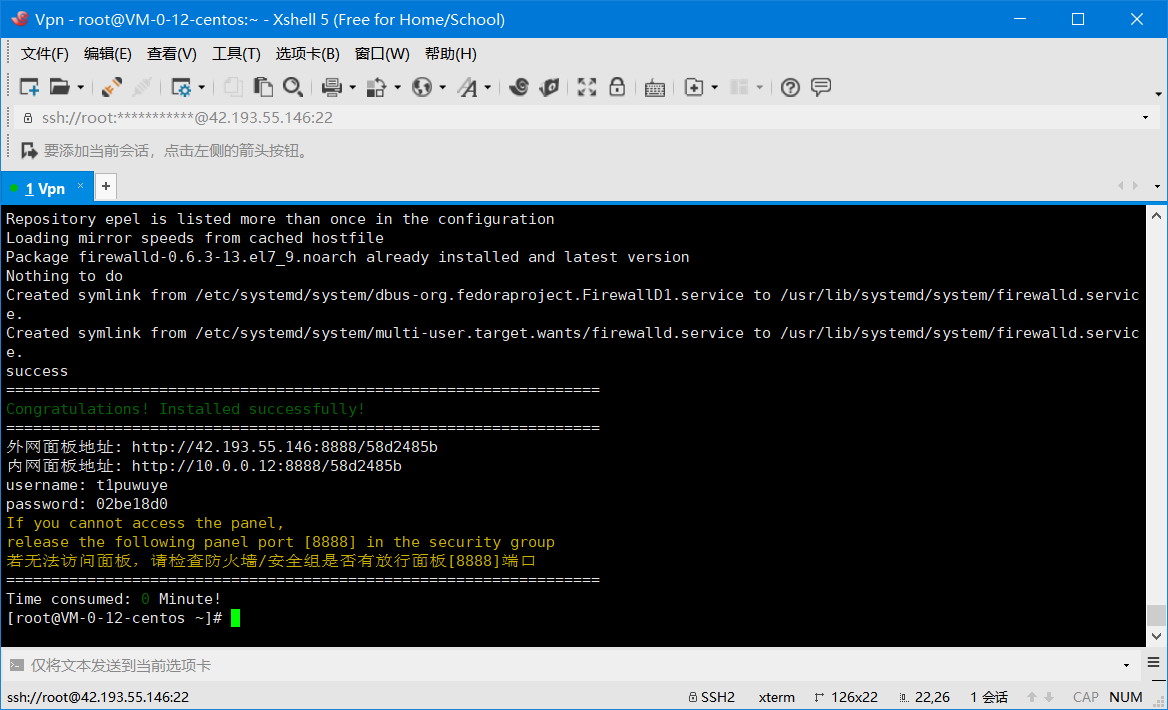 Vpn - root@VM-0-12-centos:~ - Xshell 5 (Free for Home/School)
文件(F) 编辑(E) 查看(V) 工具(T) 选项卡(B) 窗口(W) 帮助(H)
ssh://root:***********@42.193.55.146:22
要添加当前会话，点击左侧的箭头按钮。
1 Vpn × +
Repository epel is listed more than once in the configuration
Loading mirror speeds from cached hostfile
Package firewalld-0.6.3-13.el7_9.noarch already installed and latest version
Nothing to do
Created symlink from /etc/systemd/system/dbus-org.fedoraproject.FirewallD1.service to /usr/lib/systemd/system/firewalld.servic
e.
Created symlink from /etc/systemd/system/multi-user.target.wants/firewalld.service to /usr/lib/systemd/system/firewalld.servic
e.
success
==================================================================
Congratulations! Installed successfully!
==================================================================
外网面板地址: http://42.193.55.146:8888/58d2485b
内网面板地址: http://10.0.0.12:8888/58d2485b
username: t1puwuye
password: 02be18d0
If you cannot access the panel,
release the following panel port [8888] in the security group
若无法访问面板，请检查防火墙/安全组是否有放行面板[8888]端口
==================================================================
Time consumed: 0 Minute!
[root@VM-0-12-centos ~]#
仅将文本发送到当前选项卡
ssh://root@42.193.55.146:22 SSH2 xterm 126x22 22,26 1 会话 CAP NUM